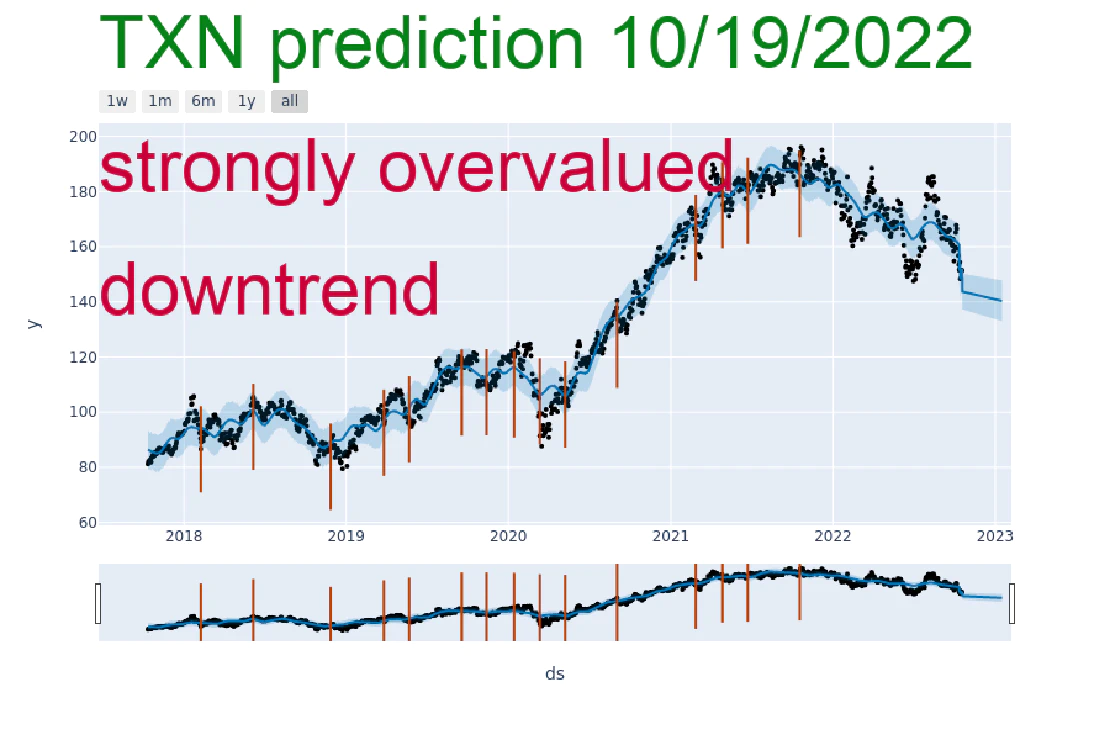 TXN prediction 10/19/2022
1w 1m 6m 1y all
200
strongly overvalued
180
160
downtrend
140
y
120
100
80
60
2018 2019 2020 2021 2022 2023
ds